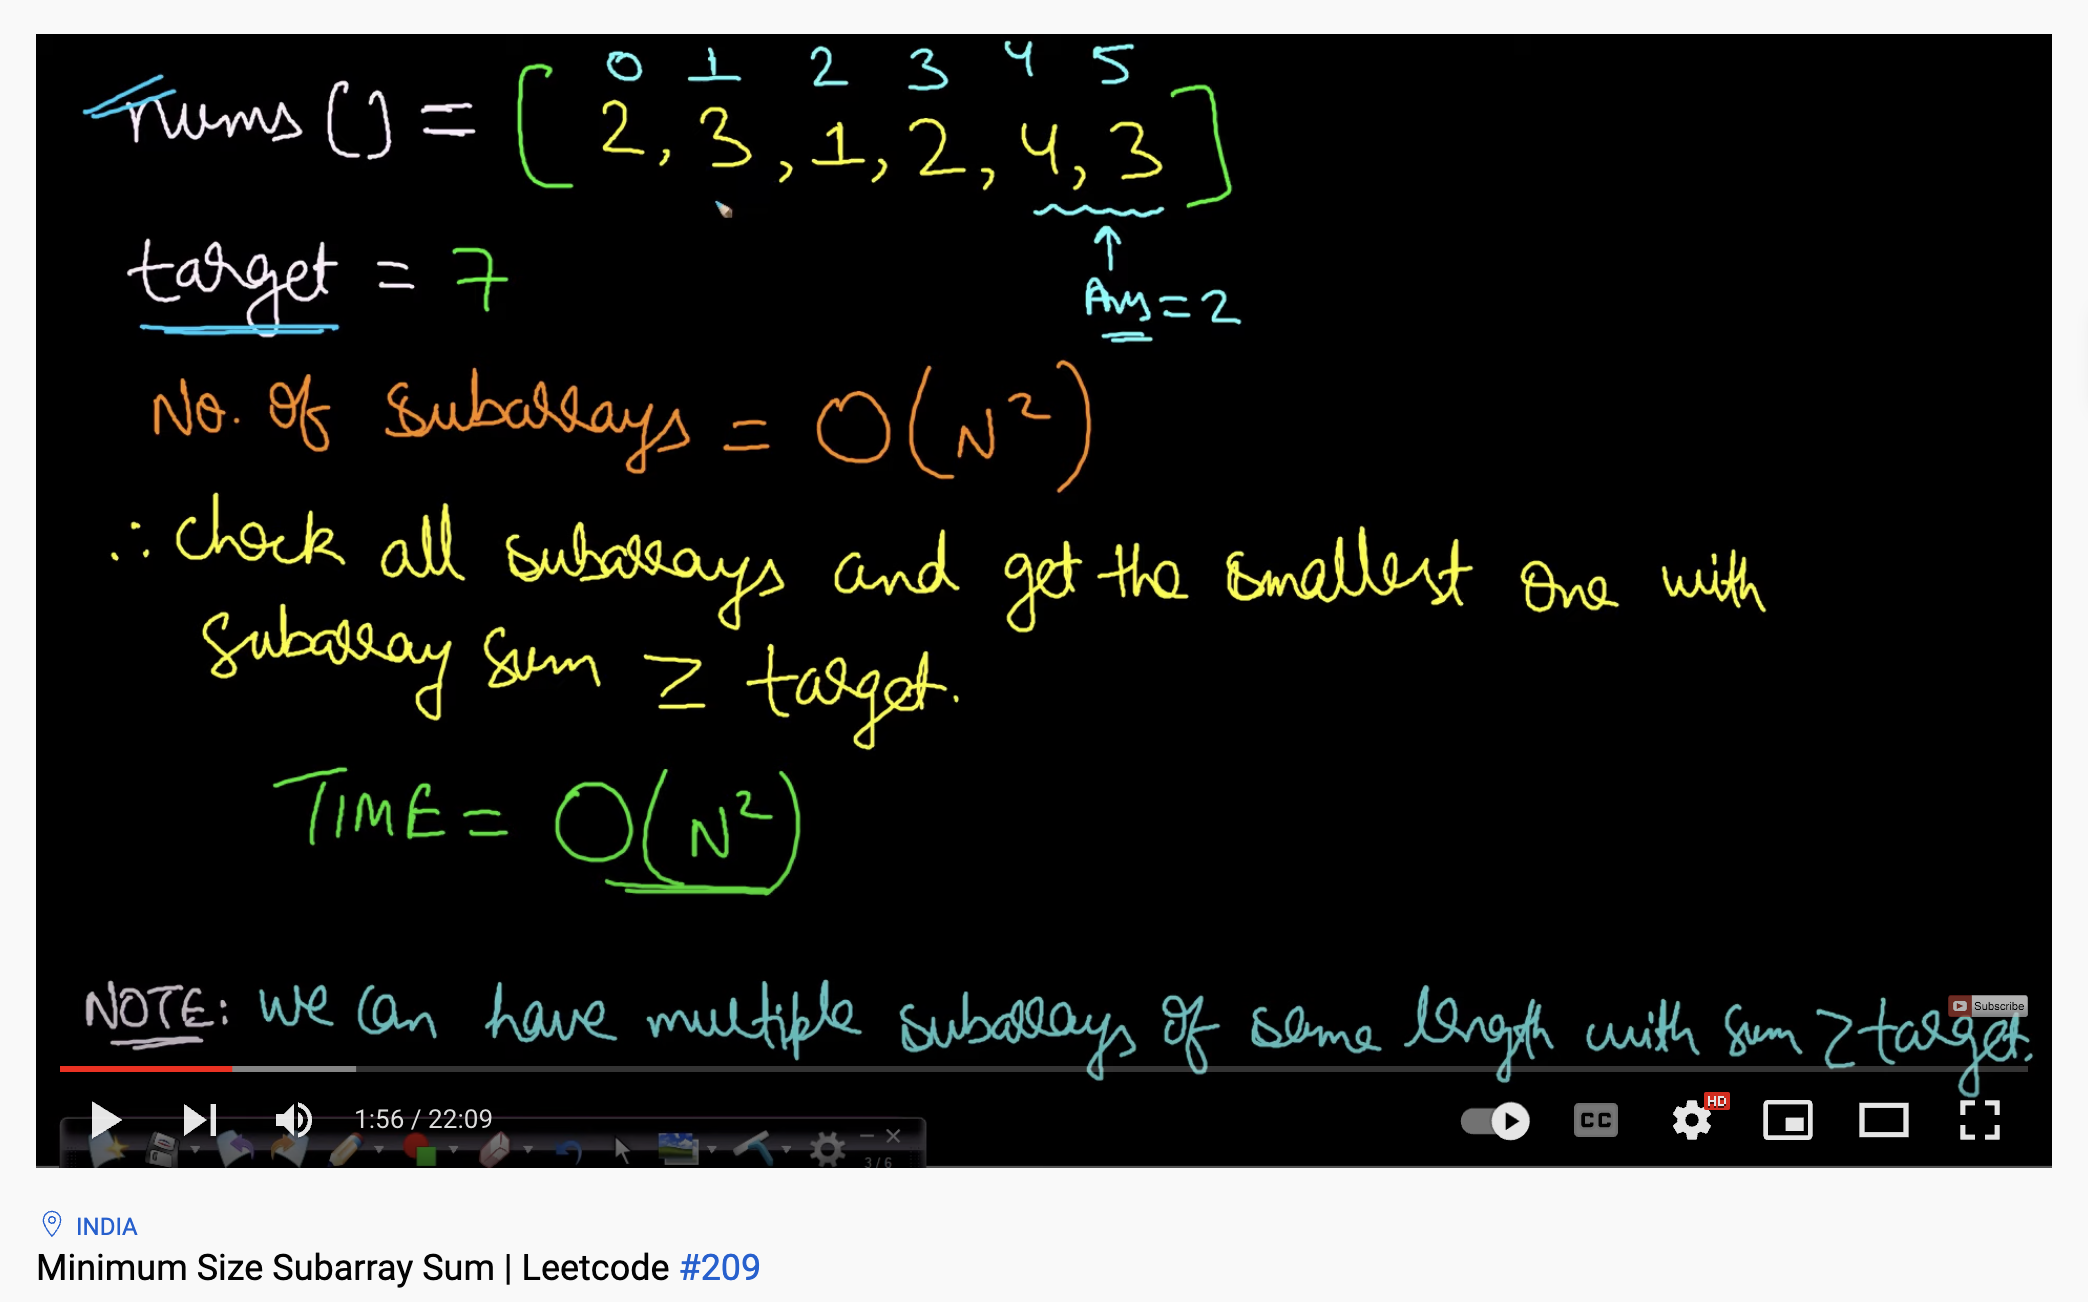 0 1 2 3 4 5
nums() = [2, 3, 1, 2, 4, 3]
target = 7
Ans = 2
No. Of Subarrays = O(N²)
∴ Check all subarrays and get the smallest one with
Subarray Sum ≥ target.
TIME = O(N²)
NOTE: We Can have multiple subarrays Of same length with Sum ≥ target.
Subscribe
1:56 / 22:09
CC
HD
3/6
INDIA
Minimum Size Subarray Sum | Leetcode #209